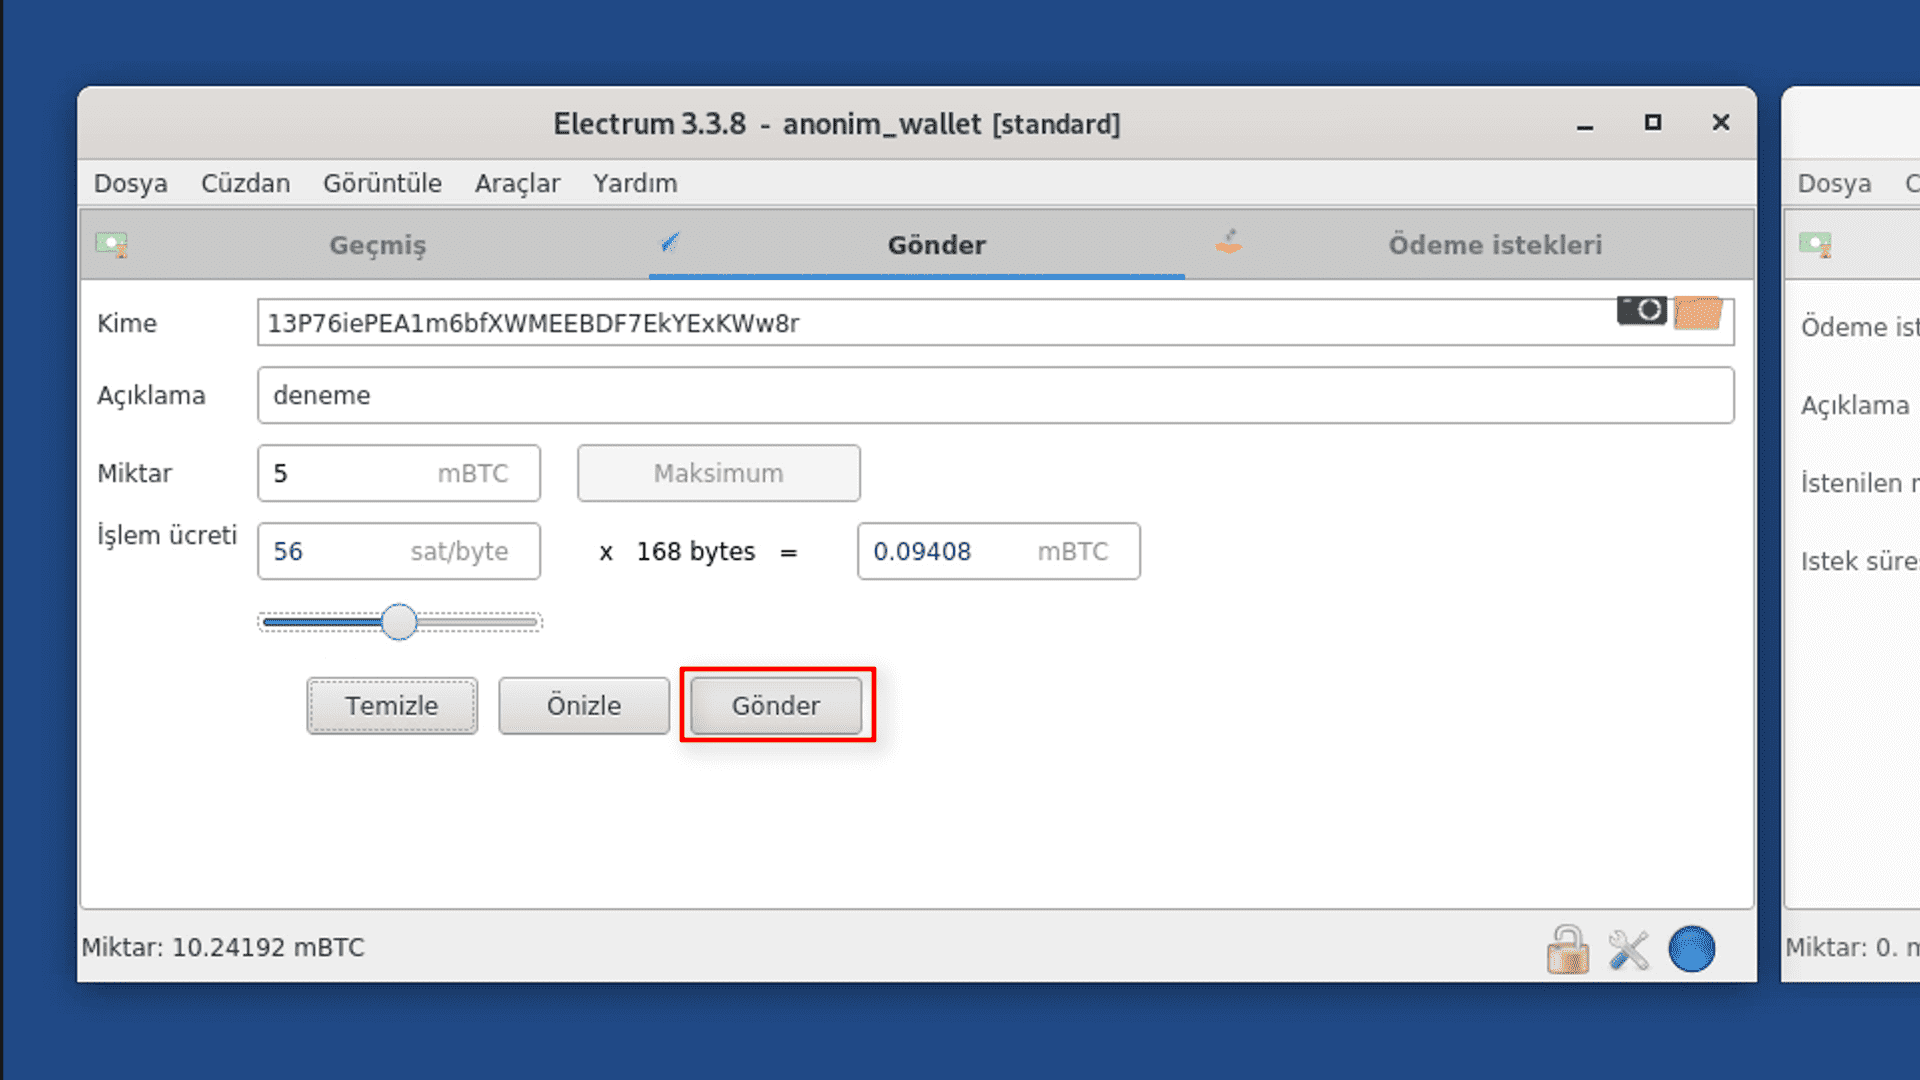 Electrum 3.3.8 - anonim_wallet [standard]
Dosya Cüzdan Görüntüle Araçlar Yardım
Geçmiş Gönder Ödeme istekleri
Kime 13P76iePEA1m6bfXWMEEBDF7EkYExKWw8r
Açıklama deneme
Miktar 5 mBTC Maksimum
İşlem ücreti 56 sat/byte x 168 bytes = 0.09408 mBTC
Temizle Önizle Gönder
Miktar: 10.24192 mBTC
Dosya
Ödeme
Açıklama
İstenilen
Istek
Miktar: 0.